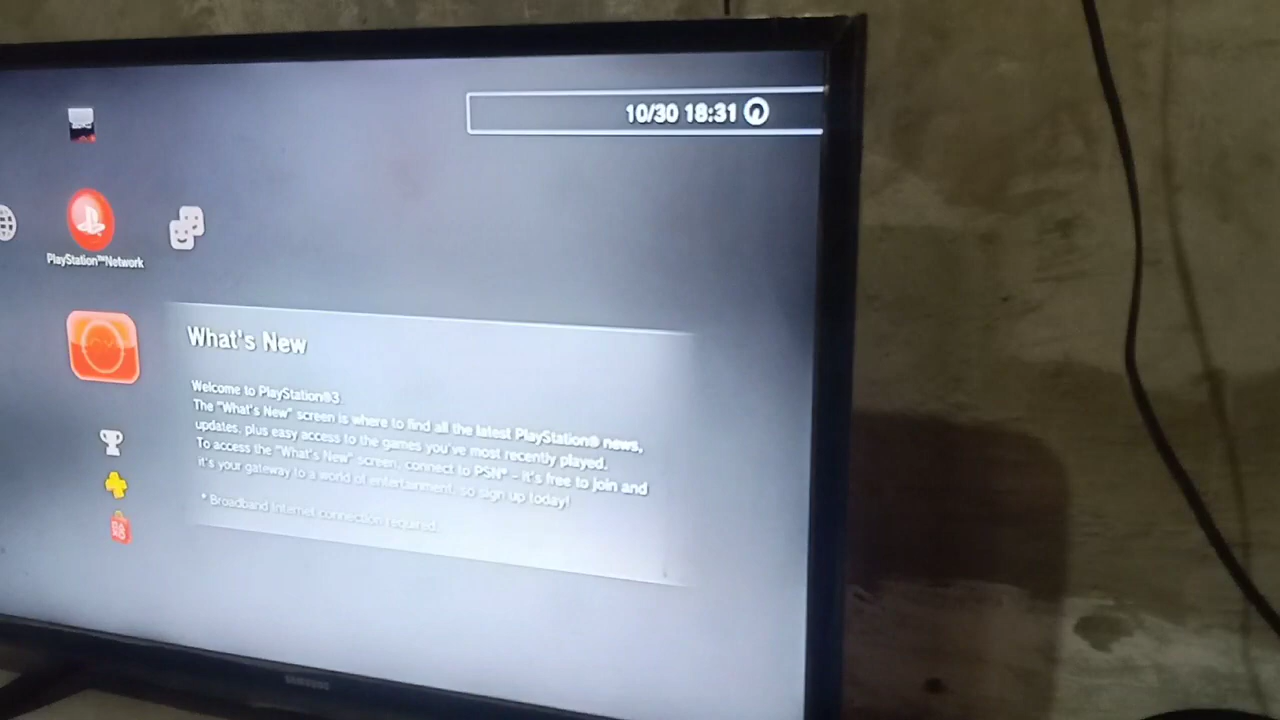 10/30 18:31
PlayStation™Network
What's New
Welcome to PlayStation®3
The "What's New" screen is where to find all the latest PlayStation® news,
updates, plus easy access to the games you've most recently played.
To access the "What's New" screen, connect to PSN* - it's free to join and
it's your gateway to a world of entertainment, so sign up today!
* Broadband Internet connection required.
SAMSUNG